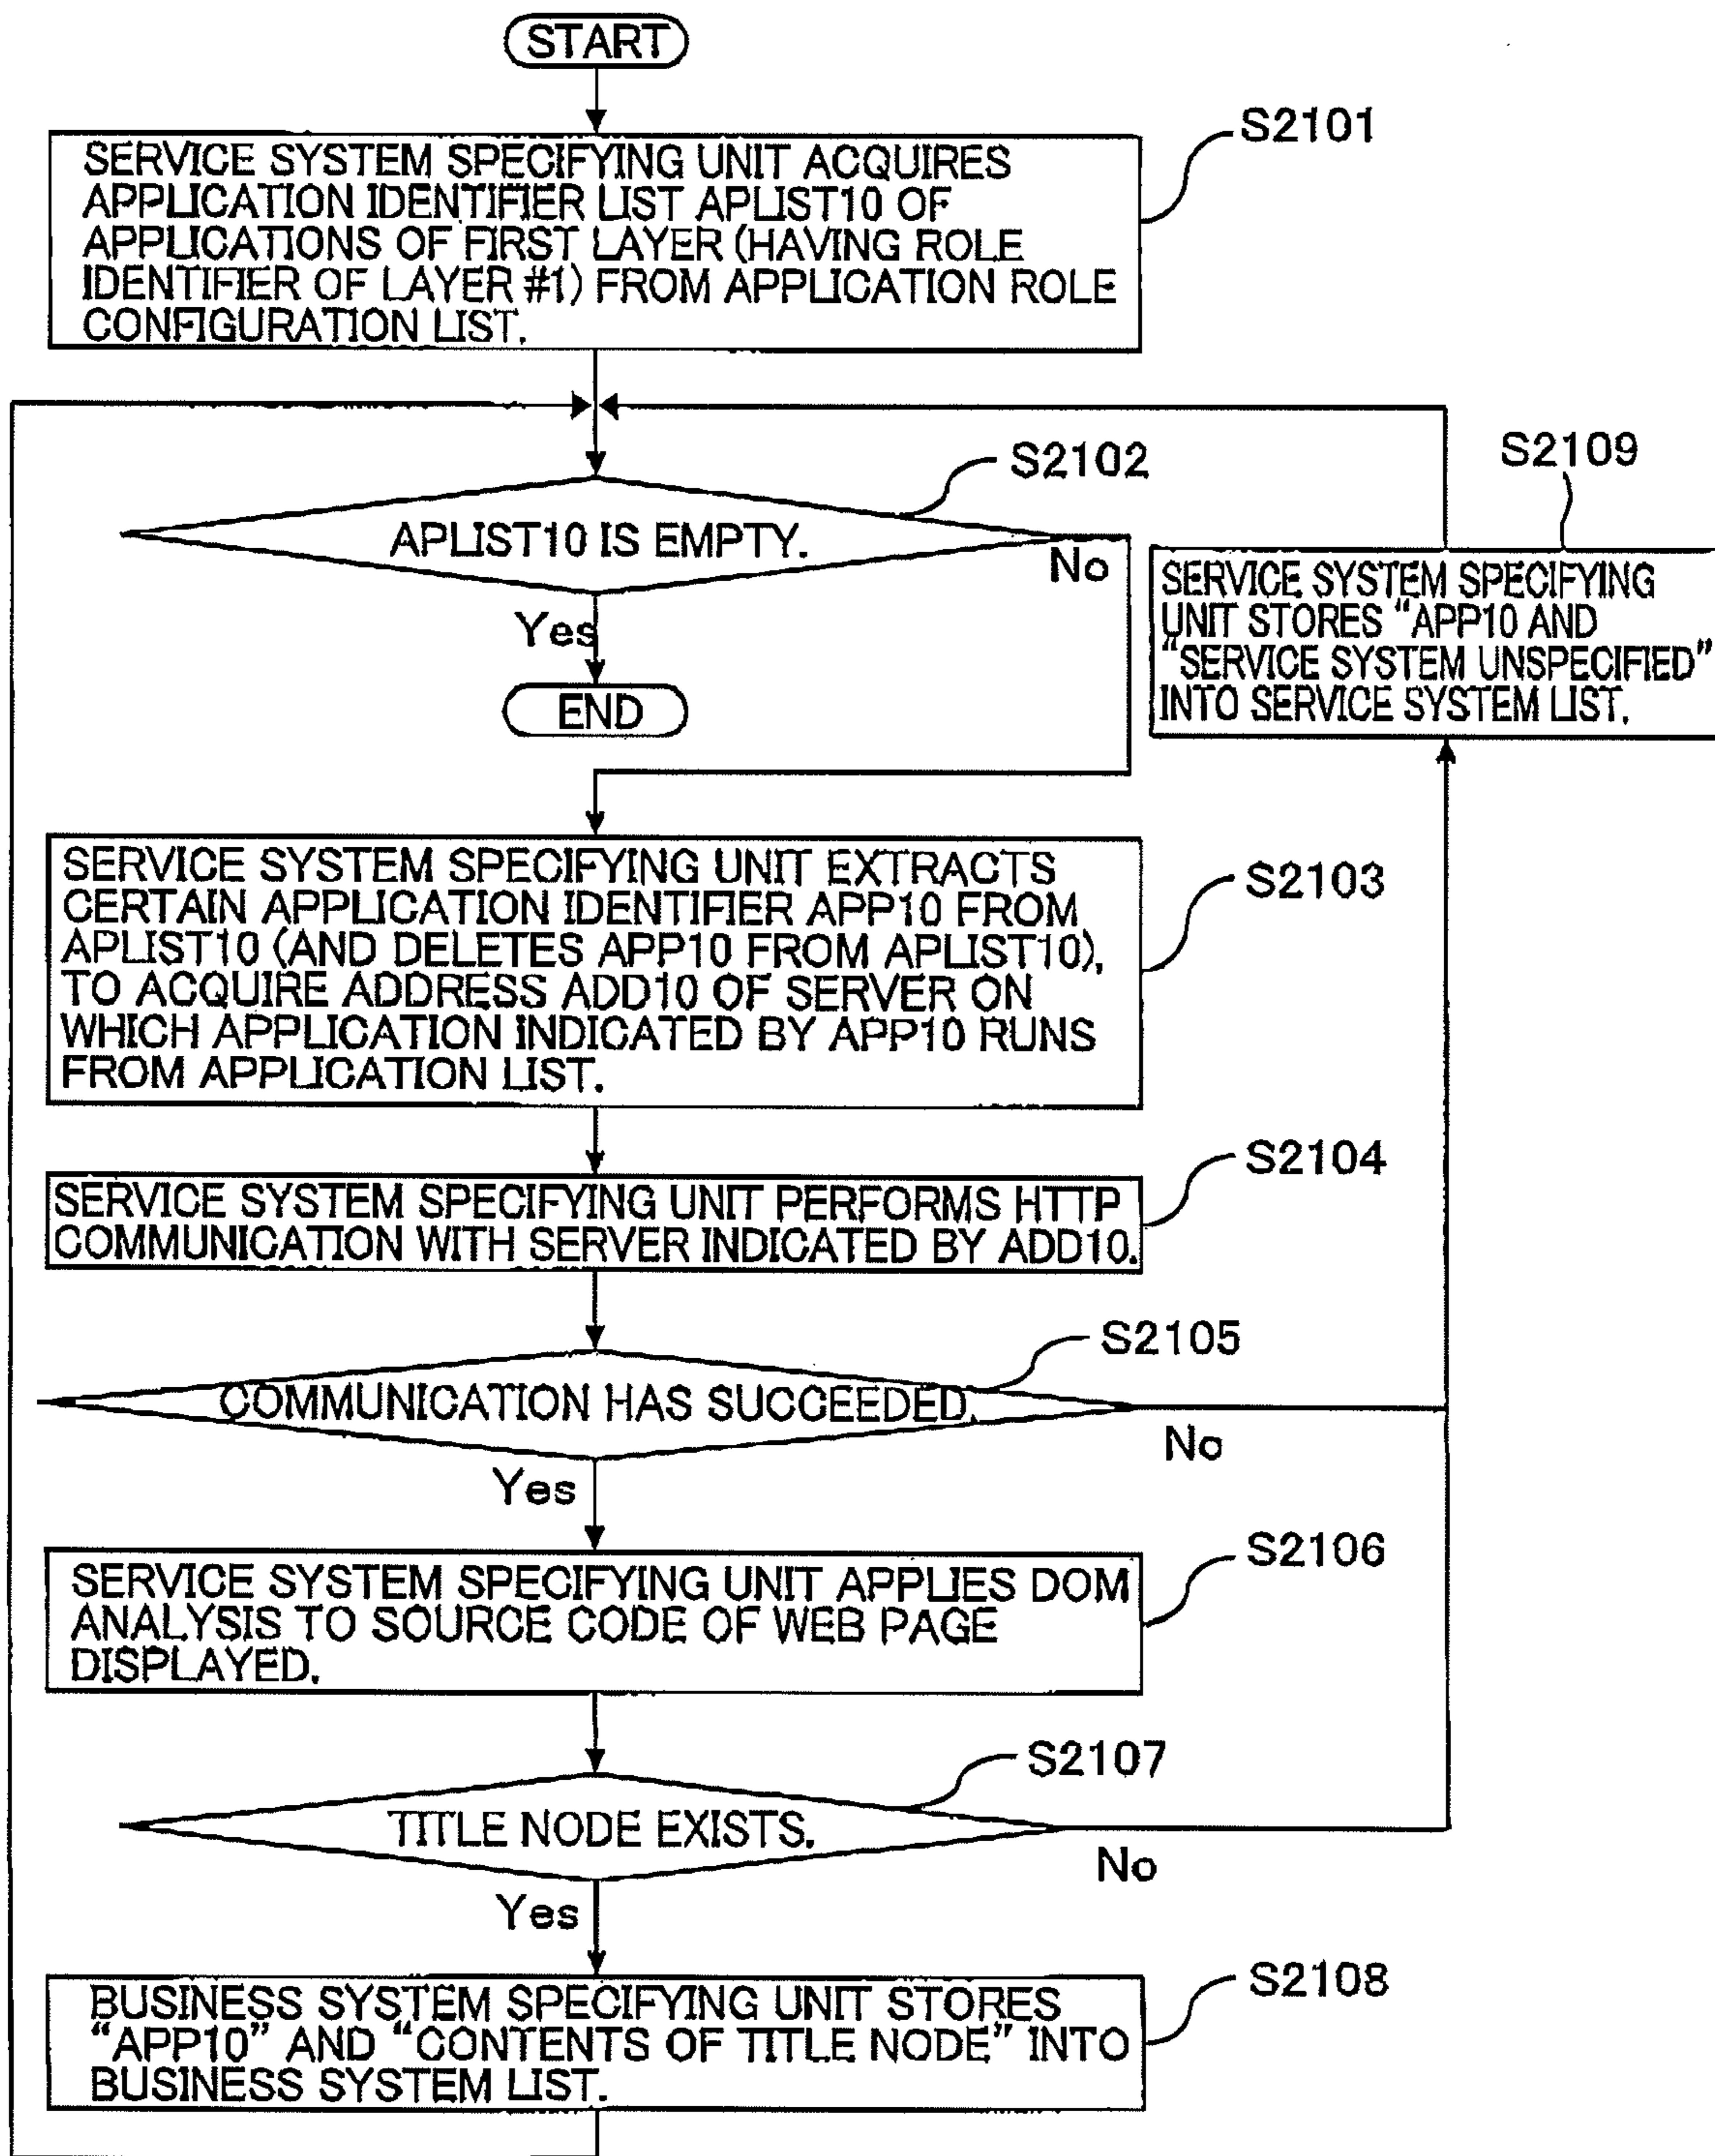 START
S2101
SERVICE SYSTEM SPECIFYING UNIT ACQUIRES
APPLICATION IDENTIFIER LIST APLIST10 OF
APPLICATIONS OF FIRST LAYER (HAVING ROLE
IDENTIFIER OF LAYER #1) FROM APPLICATION ROLE
CONFIGURATION LIST.
S2102
APLIST10 IS EMPTY.
No
Yes
END
S2109
SERVICE SYSTEM SPECIFYING
UNIT STORES “APP10 AND
“SERVICE SYSTEM UNSPECIFIED”
INTO SERVICE SYSTEM LIST.
S2103
SERVICE SYSTEM SPECIFYING UNIT EXTRACTS
CERTAIN APPLICATION IDENTIFIER APP10 FROM
APLIST10 (AND DELETES APP10 FROM APLIST10),
TO ACQUIRE ADDRESS ADD10 OF SERVER ON
WHICH APPLICATION INDICATED BY APP10 RUNS
FROM APPLICATION LIST.
S2104
SERVICE SYSTEM SPECIFYING UNIT PERFORMS HTTP
COMMUNICATION WITH SERVER INDICATED BY ADD10.
S2105
COMMUNICATION HAS SUCCEEDED.
No
Yes
S2106
SERVICE SYSTEM SPECIFYING UNIT APPLIES DOM
ANALYSIS TO SOURCE CODE OF WEB PAGE
DISPLAYED.
S2107
TITLE NODE EXISTS.
No
Yes
S2108
BUSINESS SYSTEM SPECIFYING UNIT STORES
“APP10” AND “CONTENTS OF TITLE NODE” INTO
BUSINESS SYSTEM LIST.